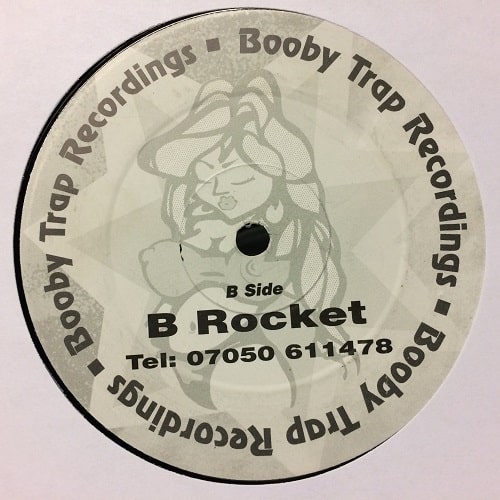 Booby Trap Recordings ▪ Booby Trap Recordings ▪ Booby Trap Recordings ▪
B Side
B Rocket
Tel: 07050 611478